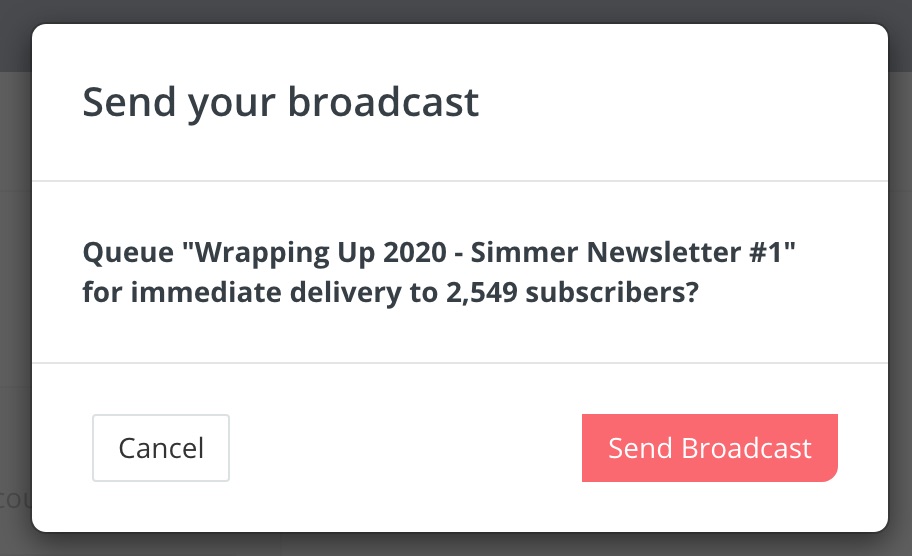 Send your broadcast
Queue "Wrapping Up 2020 - Simmer Newsletter #1"
for immediate delivery to 2,549 subscribers?
Cancel
Send Broadcast